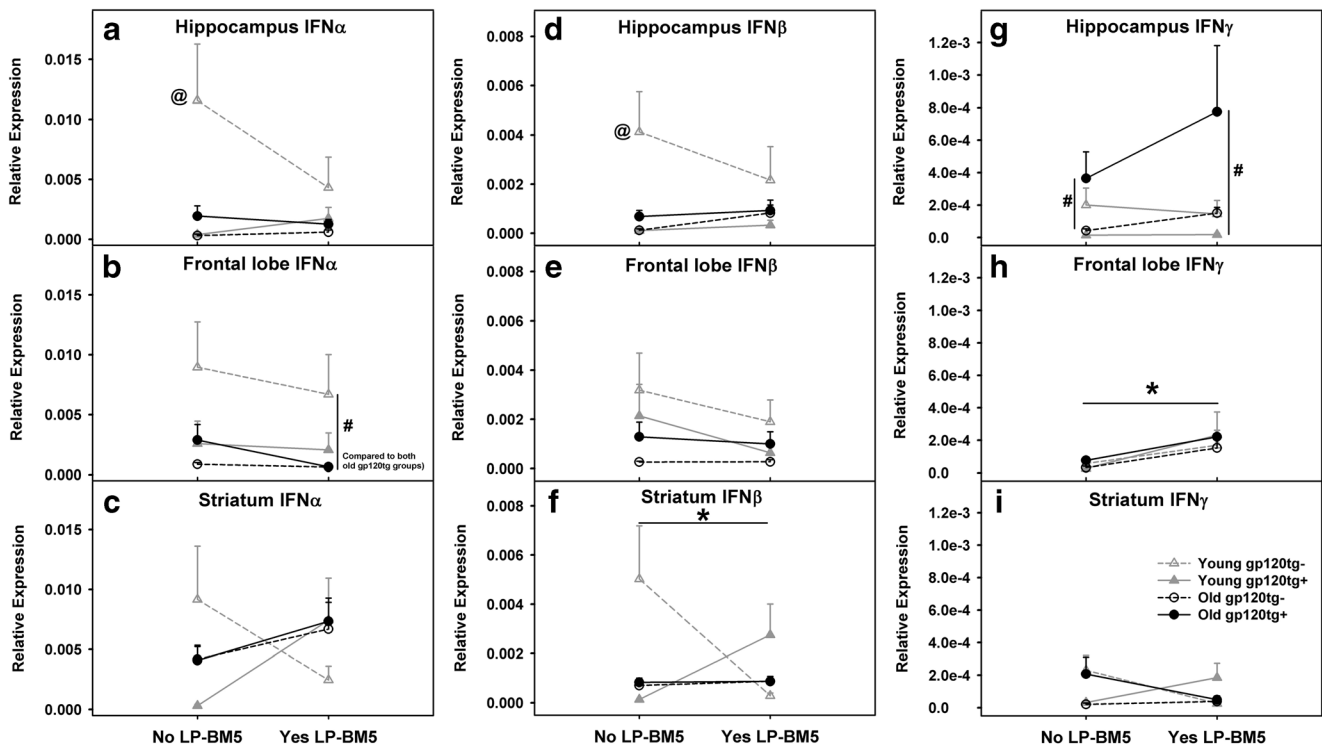 a
Hippocampus IFNα
Relative Expression
0.015
0.010
0.005
0.000
@
b
Frontal lobe IFNα
Relative Expression
0.015
0.010
0.005
0.000
#
Compared to both
old gp120tg groups)
c
Striatum IFNα
Relative Expression
0.015
0.010
0.005
0.000
No LP-BM5
Yes LP-BM5
d
Hippocampus IFNβ
Relative Expression
0.008
0.006
0.004
0.002
0.000
@
e
Frontal lobe IFNβ
Relative Expression
0.008
0.006
0.004
0.002
0.000
f
Striatum IFNβ
Relative Expression
0.008
0.006
0.004
0.002
0.000
*
No LP-BM5
Yes LP-BM5
g
Hippocampus IFNγ
Relative Expression
1.2e-3
1.0e-3
8.0e-4
6.0e-4
4.0e-4
2.0e-4
0.0
#
#
h
Frontal lobe IFNγ
Relative Expression
1.2e-3
1.0e-3
8.0e-4
6.0e-4
4.0e-4
2.0e-4
0.0
*
i
Striatum IFNγ
Relative Expression
1.2e-3
1.0e-3
8.0e-4
6.0e-4
4.0e-4
2.0e-4
0.0
Young gp120tg-
Young gp120tg+
Old gp120tg-
Old gp120tg+
No LP-BM5
Yes LP-BM5